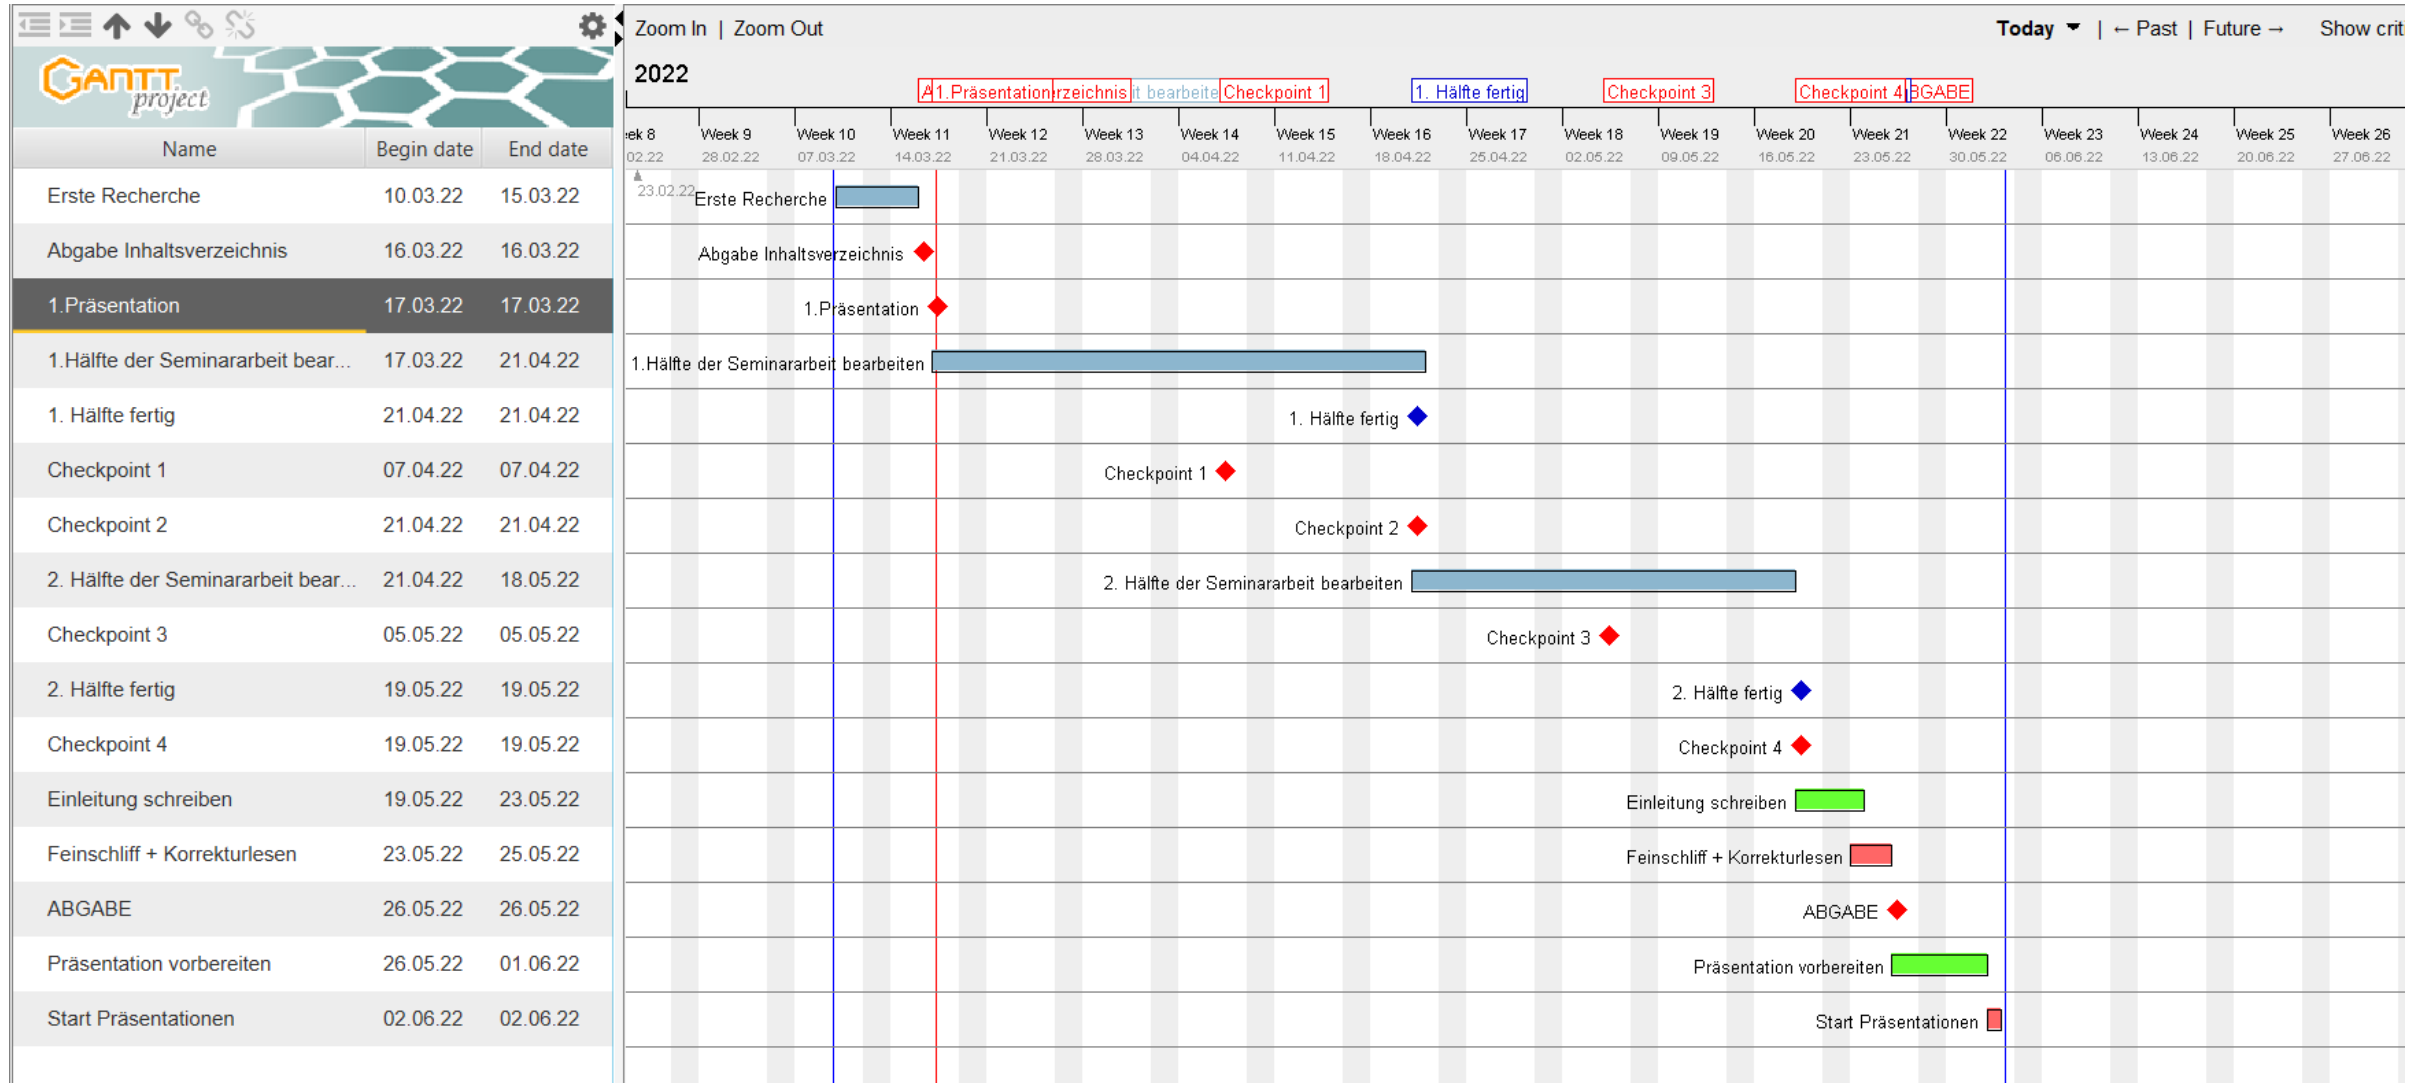 Zoom In | Zoom Out
Today | ← Past | Future → Show crit
GANTT
project
2022
1.Präsentation rzeichnis it bearbeite Checkpoint 1 1. Hälfte fertig Checkpoint 3 Checkpoint 4 BGABE
Name Begin date End date
eek 8 Week 9 Week 10 Week 11 Week 12 Week 13 Week 14 Week 15 Week 16 Week 17 Week 18 Week 19 Week 20 Week 21 Week 22 Week 23 Week 24 Week 25 Week 26
02.22 28.02.22 07.03.22 14.03.22 21.03.22 28.03.22 04.04.22 11.04.22 18.04.22 25.04.22 02.05.22 09.05.22 16.05.22 23.05.22 30.05.22 06.06.22 13.06.22 20.06.22 27.06.22
23.02.22
Erste Recherche 10.03.22 15.03.22 Erste Recherche
Abgabe Inhaltsverzeichnis 16.03.22 16.03.22 Abgabe Inhaltsverzeichnis
1.Präsentation 17.03.22 17.03.22 1.Präsentation
1.Hälfte der Seminararbeit bear... 17.03.22 21.04.22 1.Hälfte der Seminararbeit bearbeiten
1. Hälfte fertig 21.04.22 21.04.22 1. Hälfte fertig
Checkpoint 1 07.04.22 07.04.22 Checkpoint 1
Checkpoint 2 21.04.22 21.04.22 Checkpoint 2
2. Hälfte der Seminararbeit bear... 21.04.22 18.05.22 2. Hälfte der Seminararbeit bearbeiten
Checkpoint 3 05.05.22 05.05.22 Checkpoint 3
2. Hälfte fertig 19.05.22 19.05.22 2. Hälfte fertig
Checkpoint 4 19.05.22 19.05.22 Checkpoint 4
Einleitung schreiben 19.05.22 23.05.22 Einleitung schreiben
Feinschliff + Korrekturlesen 23.05.22 25.05.22 Feinschliff + Korrekturlesen
ABGABE 26.05.22 26.05.22 ABGABE
Präsentation vorbereiten 26.05.22 01.06.22 Präsentation vorbereiten
Start Präsentationen 02.06.22 02.06.22 Start Präsentationen